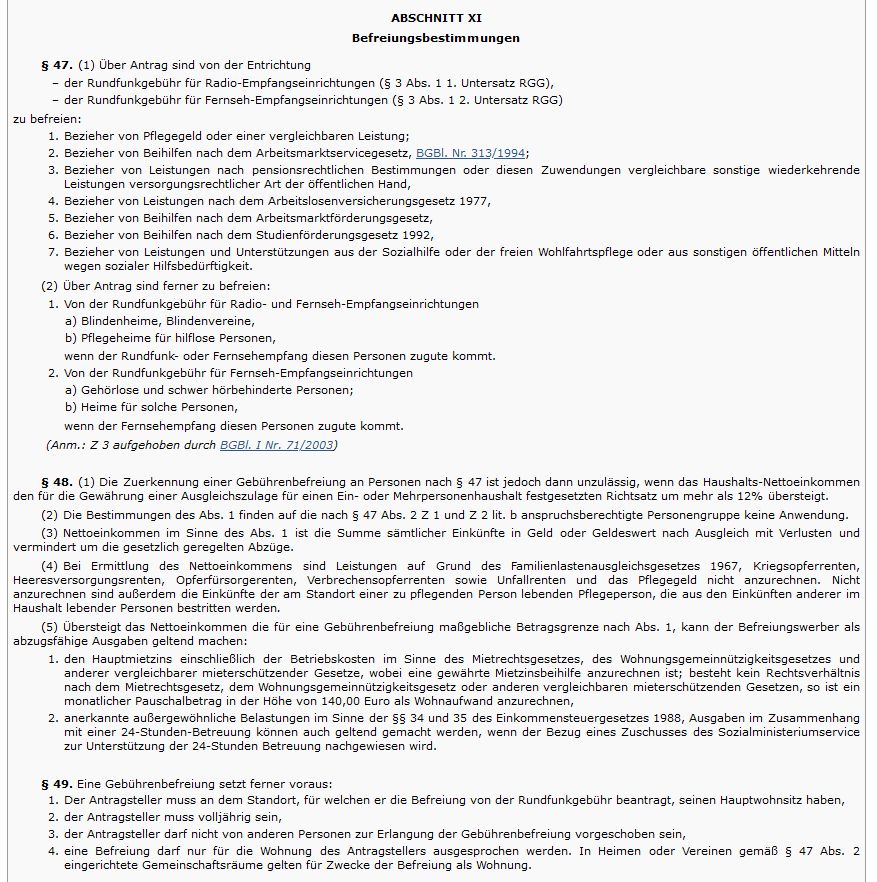 ABSCHNITT XI
Befreiungsbestimmungen
§ 47. (1) Über Antrag sind von der Entrichtung
– der Rundfunkgebühr für Radio-Empfangseinrichtungen (§ 3 Abs. 1 1. Untersatz RGG),
– der Rundfunkgebühr für Fernseh-Empfangseinrichtungen (§ 3 Abs. 1 2. Untersatz RGG)
zu befreien:
1. Bezieher von Pflegegeld oder einer vergleichbaren Leistung;
2. Bezieher von Beihilfen nach dem Arbeitsmarktservicegesetz, BGBl. Nr. 313/1994;
3. Bezieher von Leistungen nach pensionsrechtlichen Bestimmungen oder diesen Zuwendungen vergleichbare sonstige wiederkehrende
Leistungen versorgungsrechtlicher Art der öffentlichen Hand,
4. Bezieher von Leistungen nach dem Arbeitslosenversicherungsgesetz 1977,
5. Bezieher von Beihilfen nach dem Arbeitsmarktförderungsgesetz,
6. Bezieher von Beihilfen nach dem Studienförderungsgesetz 1992,
7. Bezieher von Leistungen und Unterstützungen aus der Sozialhilfe oder der freien Wohlfahrtspflege oder aus sonstigen öffentlichen Mitteln
wegen sozialer Hilfsbedürftigkeit.
(2) Über Antrag sind ferner zu befreien:
1. Von der Rundfunkgebühr für Radio- und Fernseh-Empfangseinrichtungen
a) Blindenheime, Blindenvereine,
b) Pflegeheime für hilflose Personen,
wenn der Rundfunk- oder Fernsehempfang diesen Personen zugute kommt.
2. Von der Rundfunkgebühr für Fernseh-Empfangseinrichtungen
a) Gehörlose und schwer hörbehinderte Personen;
b) Heime für solche Personen,
wenn der Fernsehempfang diesen Personen zugute kommt.
(Anm.: Z 3 aufgehoben durch BGBl. I Nr. 71/2003)
§ 48. (1) Die Zuerkennung einer Gebührenbefreiung an Personen nach § 47 ist jedoch dann unzulässig, wenn das Haushalts-Nettoeinkommen
den für die Gewährung einer Ausgleichszulage für einen Ein- oder Mehrpersonenhaushalt festgesetzten Richtsatz um mehr als 12% übersteigt.
(2) Die Bestimmungen des Abs. 1 finden auf die nach § 47 Abs. 2 Z 1 und Z 2 lit. b anspruchsberechtigte Personengruppe keine Anwendung.
(3) Nettoeinkommen im Sinne des Abs. 1 ist die Summe sämtlicher Einkünfte in Geld oder Geldeswert nach Ausgleich mit Verlusten und
vermindert um die gesetzlich geregelten Abzüge.
(4) Bei Ermittlung des Nettoeinkommens sind Leistungen auf Grund des Familienlastenausgleichsgesetzes 1967, Kriegsopferrenten,
Heeresversorgungsrenten, Opferfürsorgerenten, Verbrechensopferrenten sowie Unfallrenten und das Pflegegeld nicht anzurechnen. Nicht
anzurechnen sind außerdem die Einkünfte der am Standort einer zu pflegenden Person lebenden Pflegeperson, die aus den Einkünften anderer im
Haushalt lebender Personen bestritten werden.
(5) Übersteigt das Nettoeinkommen die für eine Gebührenbefreiung maßgebliche Betragsgrenze nach Abs. 1, kann der Befreiungswerber als
abzugsfähige Ausgaben geltend machen:
1. den Hauptmietzins einschließlich der Betriebskosten im Sinne des Mietrechtsgesetzes, des Wohnungsgemeinnützigkeitsgesetzes und
anderer vergleichbarer mieterschützender Gesetze, wobei eine gewährte Mietzinsbeihilfe anzurechnen ist; besteht kein Rechtsverhältnis
nach dem Mietrechtsgesetz, dem Wohnungsgemeinnützigkeitsgesetz oder anderen vergleichbaren mieterschützenden Gesetzen, so ist ein
monatlicher Pauschalbetrag in der Höhe von 140,00 Euro als Wohnaufwand anzurechnen,
2. anerkannte außergewöhnliche Belastungen im Sinne der §§ 34 und 35 des Einkommensteuergesetzes 1988, Ausgaben im Zusammenhang
mit einer 24-Stunden-Betreuung können auch geltend gemacht werden, wenn der Bezug eines Zuschusses des Sozialministeriumservice
zur Unterstützung der 24-Stunden Betreuung nachgewiesen wird.
§ 49. Eine Gebührenbefreiung setzt ferner voraus:
1. Der Antragsteller muss an dem Standort, für welchen er die Befreiung von der Rundfunkgebühr beantragt, seinen Hauptwohnsitz haben,
2. der Antragsteller muss volljährig sein,
3. der Antragsteller darf nicht von anderen Personen zur Erlangung der Gebührenbefreiung vorgeschoben sein,
4. eine Befreiung darf nur für die Wohnung des Antragstellers ausgesprochen werden. In Heimen oder Vereinen gemäß § 47 Abs. 2
eingerichtete Gemeinschaftsräume gelten für Zwecke der Befreiung als Wohnung.